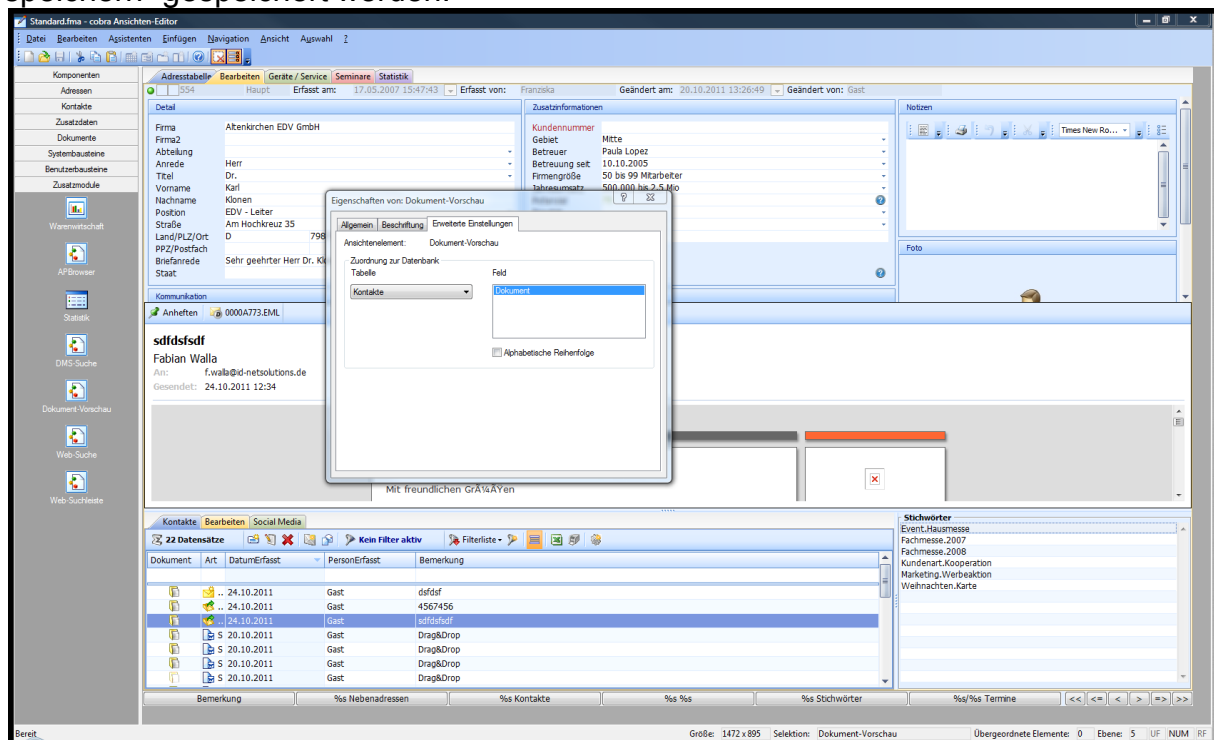 speichern" gespeichert werden.
Standard.fma - cobra Ansichten-Editor
Datei Bearbeiten Assistenten Einfügen Navigation Ansicht Auswahl ?
Komponenten
Adressen
Kontakte
Zusatzdaten
Dokumente
Systembausteine
Benutzerbausteine
Zusatzmodule
Warenwirtschaft
AP.Browser
Statistik
DMS-Suche
Dokument-Vorschau
Web-Suche
Web-Suchleiste
Adresstabelle Bearbeiten Geräte / Service Seminare Statistik
554 Haupt Erfasst am: 17.05.2007 15:47:43 Erfasst von: Franziska Geändert am: 20.10.2011 13:26:49 Geändert von: Gast
Detail
Firma Altenkirchen EDV GmbH
Firma2
Abteilung
Anrede Herr
Titel Dr.
Vorname Karl
Nachname Klonen
Position EDV - Leiter
Straße Am Hochkreuz 35
Land/PLZ/Ort D 798
PPZ/Postfach
Briefanrede Sehr geehrter Herr Dr. Kl
Staat
Kommunikation
Zusatzinformationen
Kundennummer
Gebiet Mitte
Betreuer Paula Lopez
Betreuung seit 10.10.2005
Firmengröße 50 bis 99 Mitarbeiter
Jahresumsatz 500.000 bis 2,5 Mio
Notizen
Times New Ro...
Foto
Eigenschaften von: Dokument-Vorschau
Allgemein Beschriftung Erweiterte Einstellungen
Ansichtenelement: Dokument-Vorschau
Zuordnung zur Datenbank
Tabelle Feld
Kontakte Dokument
Alphabetische Reihenfolge
Anheften 0000A773.EML
sdfdsfsdf
Fabian Walla
An: f.walla@id-netsolutions.de
Gesendet: 24.10.2011 12:34
Mit freundlichen GrÃ¼ÃŸen
Kontakte Bearbeiten Social Media
22 Datensätze Kein Filter aktiv Filterliste
Dokument Art DatumErfasst PersonErfasst Bemerkung
.. 24.10.2011 Gast dsfdsf
.. 24.10.2011 Gast 4567456
.. 24.10.2011 Gast sdfdsfsdf
S 20.10.2011 Gast Drag&Drop
S 20.10.2011 Gast Drag&Drop
S 20.10.2011 Gast Drag&Drop
S 20.10.2011 Gast Drag&Drop
Stichwörter
Event.Hausmesse
Fachmesse.2007
Fachmesse.2008
Kundenart.Kooperation
Marketing.Werbeaktion
Weihnachten.Karte
Bemerkung %s Nebenadressen %s Kontakte %s %s %s Stichwörter %s/%s Termine << <= < > => >>
Bereit Größe: 1472 x 895 Selektion: Dokument-Vorschau Übergeordnete Elemente: 0 Ebene: 5 UF NUM RF